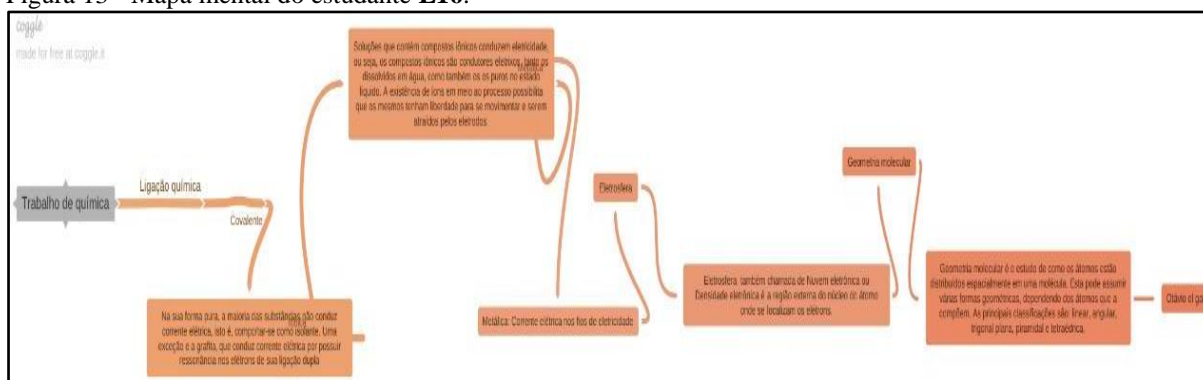 Figura 13 - Mapa mental do estudante E16.
coggle
made for free at coggle.it
Soluções que contém compostos iônicos conduzem eletricidade,
ou seja, os compostos iônicos são condutores elétricos, tanto os
dissolvidos em água, como também os os puros no estado
líquido. A existência de íons em meio ao processo possibilita
que os mesmos tenham liberdade para se movimentar e serem
atraídos pelos eletrodos
Trabalho de química
Ligação química
Covalente
Na sua forma pura, a maioria das substâncias não conduz
corrente elétrica, isto é, comportar-se como isolante. Uma
exceção e a grafita, que conduz corrente elétrica por possuir
ressonância nos elétrons de sua ligação dupla
Metálica: Corrente elétrica nos fios de eletricidade
Eletrosfera
Eletrosfera, também chamada de Nuvem eletrônica ou
Densidade eletrônica é a região externa do núcleo do átomo
onde se localizam os elétrons.
Geometria molecular
Geometria molecular é o estudo de como os átomos estão
distribuídos espacialmente em uma molécula. Esta pode assumir
várias formas geométricas, dependendo dos átomos que a
compõem. As principais classificações são: linear, angular,
trigonal plana, piramidal e tetraédrica.